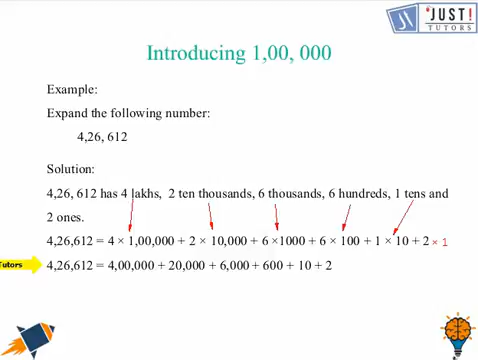 JUST!
TUTORS
Introducing 1,00, 000
Example:
Expand the following number:
4,26, 612
Solution:
4,26, 612 has 4 lakhs, 2 ten thousands, 6 thousands, 6 hundreds, 1 tens and
2 ones.
4,26,612 = 4 × 1,00,000 + 2 × 10,000 + 6 ×1000 + 6 × 100 + 1 × 10 + 2 × 1
Tutors
4,26,612 = 4,00,000 + 20,000 + 6,000 + 600 + 10 + 2